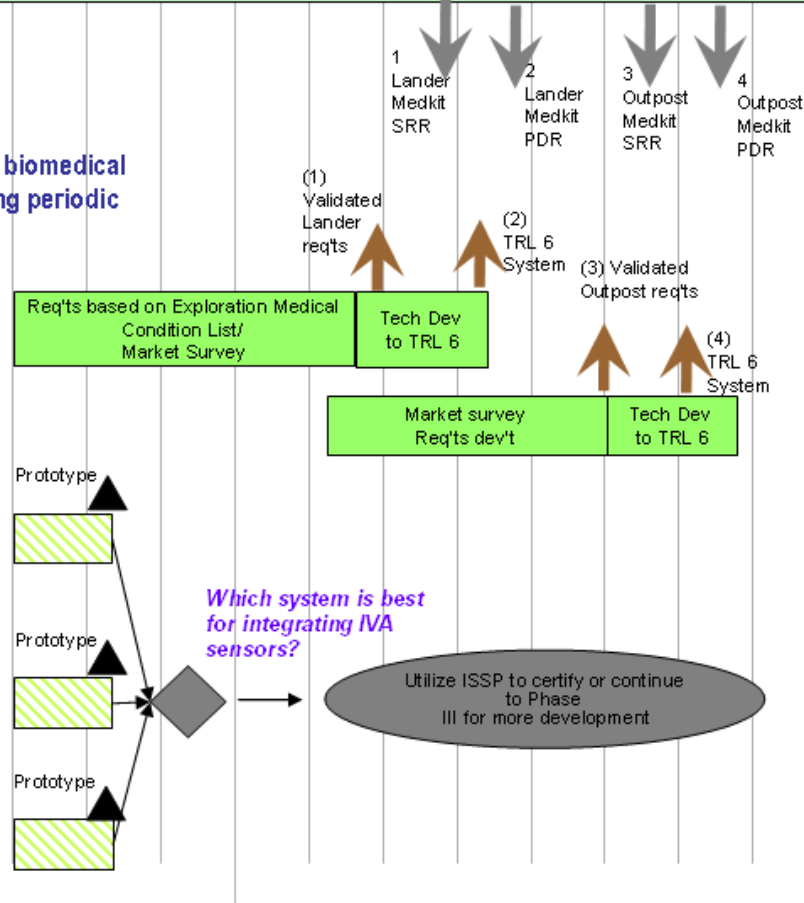 1
Lander
Medkit
SRR
2
Lander
Medkit
PDR
3
Outpost
Medkit
SRR
4
Outpost
Medkit
PDR
biomedical
ng periodic
(1)
Validated
Lander
req'ts
(2)
TRL 6
System
(3) Validated
Outpost req'ts
(4)
TRL 6
System
Req'ts based on Exploration Medical
Condition List/
Market Survey
Tech Dev
to TRL 6
Market survey
Req'ts dev't
Tech Dev
to TRL 6
Prototype
Which system is best
for integrating IVA
sensors?
Prototype
Utilize ISSP to certify or continue
to Phase
III for more development
Prototype